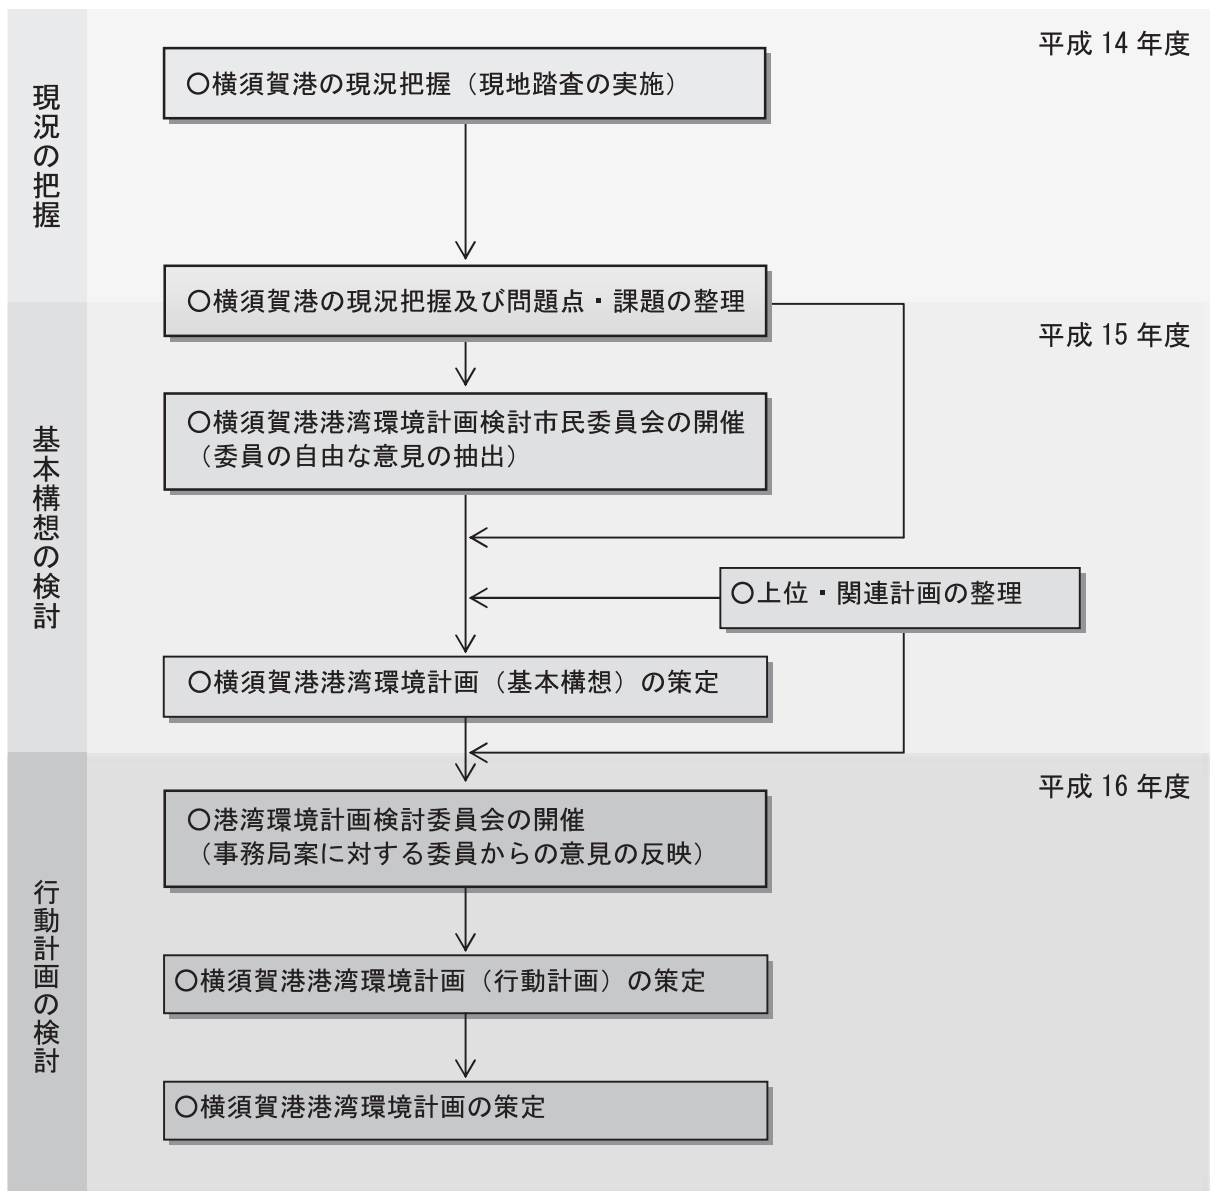 平成 14 年度
現況の把握
○横須賀港の現況把握（現地踏査の実施）
○横須賀港の現況把握及び問題点・課題の整理
平成 15 年度
基本構想の検討
○横須賀港港湾環境計画検討市民委員会の開催
（委員の自由な意見の抽出）
○上位・関連計画の整理
○横須賀港港湾環境計画（基本構想）の策定
平成 16 年度
行動計画の検討
○港湾環境計画検討委員会の開催
（事務局案に対する委員からの意見の反映）
○横須賀港港湾環境計画（行動計画）の策定
○横須賀港港湾環境計画の策定